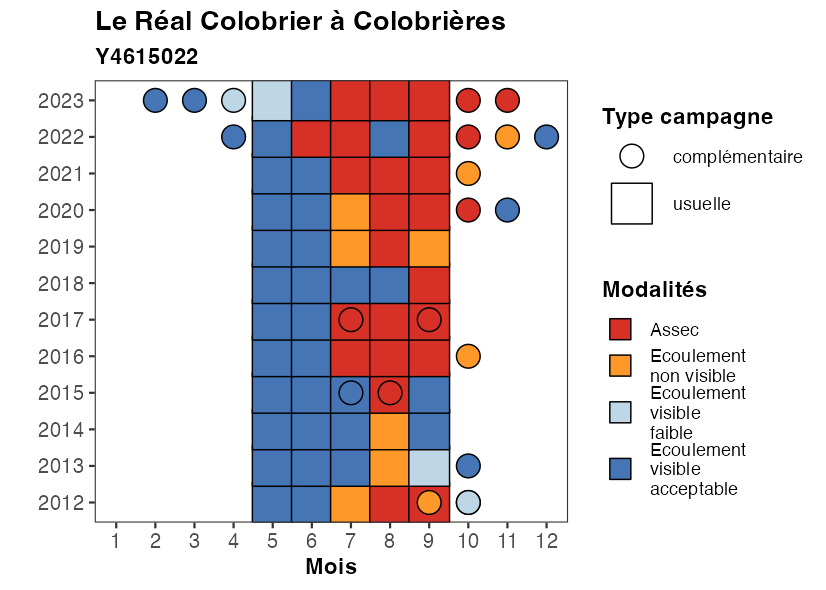 Le Réal Colobrier à Colobrières
Y4615022
2023
2022
2021
2020
2019
2018
2017
2016
2015
2014
2013
2012
1 2 3 4 5 6 7 8 9 10 11 12
Mois
Type campagne
complémentaire
usuelle
Modalités
Assec
Ecoulement
non visible
Ecoulement
visible
faible
Ecoulement
visible
acceptable